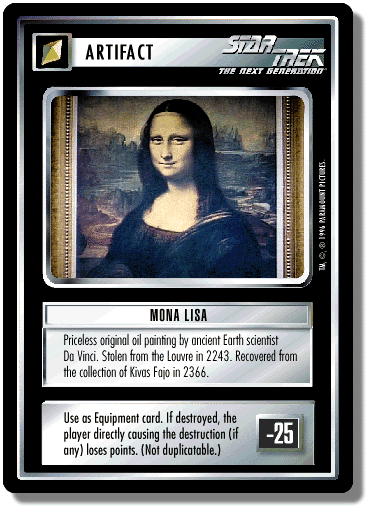 ARTIFACT
STAR TREK
THE NEXT GENERATION
TM, ©, ® 1996 PARAMOUNT PICTURES.
MONA LISA
Priceless original oil painting by ancient Earth scientist
Da Vinci. Stolen from the Louvre in 2243. Recovered from
the collection of Kivas Fajo in 2366.
Use as Equipment card. If destroyed, the
player directly causing the destruction (if
any) loses points. (Not duplicatable.)
-25